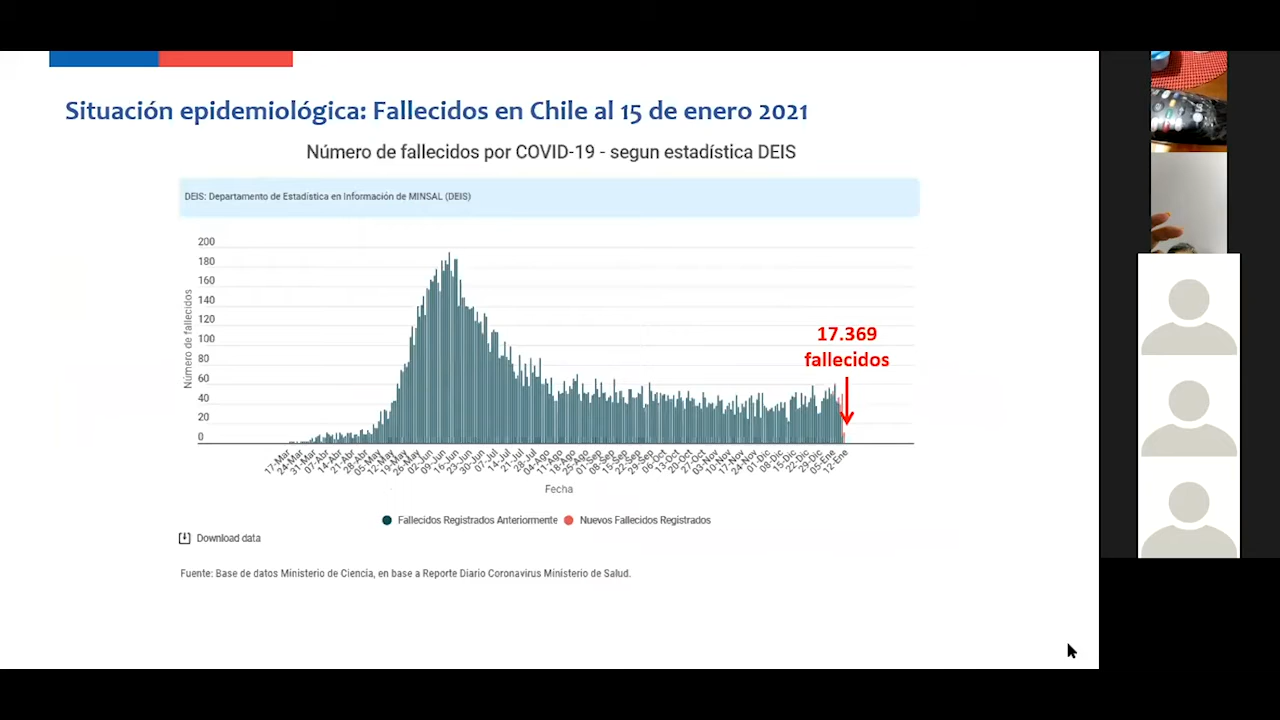 Situación epidemiológica: Fallecidos en Chile al 15 de enero 2021
Número de fallecidos por COVID-19 - segun estadística DEIS
DEIS: Departamento de Estadística en Información de MINSAL (DEIS)
200
180
160
140
120
100
80
60
40
20
0
Número de fallecidos
17.369
fallecidos
17-Mar
24-Mar
31-Mar
07-Abr
14-Abr
21-Abr
28-Abr
05-May
12-May
19-May
26-May
02-Jun
09-Jun
16-Jun
23-Jun
30-Jun
07-Jul
14-Jul
21-Jul
28-Jul
04-Ago
11-Ago
18-Ago
25-Ago
01-Sep
08-Sep
15-Sep
22-Sep
29-Sep
06-Oct
13-Oct
20-Oct
27-Oct
03-Nov
10-Nov
17-Nov
24-Nov
01-Dic
08-Dic
15-Dic
22-Dic
29-Dic
05-Ene
12-Ene
Fecha
Fallecidos Registrados Anteriormente
Nuevos Fallecidos Registrados
Download data
Fuente: Base de datos Ministerio de Ciencia, en base a Reporte Diario Coronavirus Ministerio de Salud.